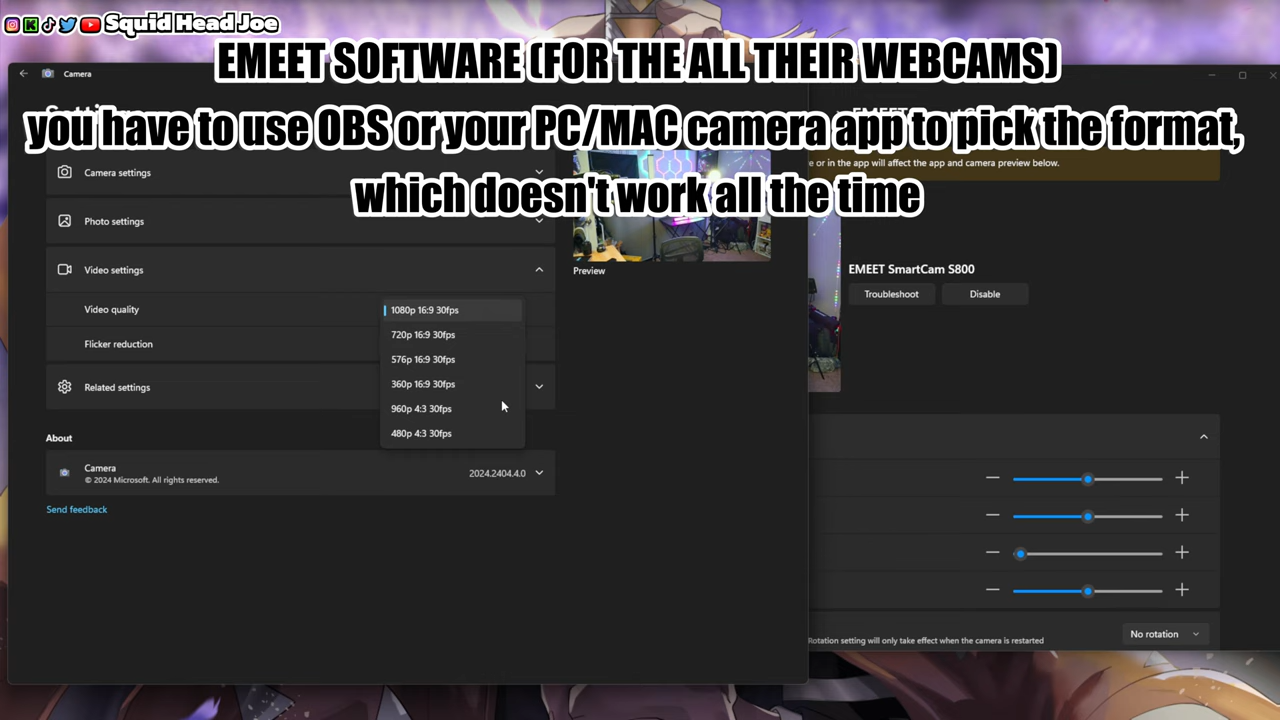 Squid Head Joe
EMEET SOFTWARE (FOR THE ALL THEIR WEBCAMS)
you have to use OBS or your PC/MAC camera app to pick the format,
which doesn't work all the time
Camera
Camera settings
Photo settings
Video settings
Video quality
1080p 16:9 30fps
720p 16:9 30fps
576p 16:9 30fps
360p 16:9 30fps
960p 4:3 30fps
480p 4:3 30fps
Flicker reduction
Related settings
About
Camera
© 2024 Microsoft. All rights reserved.
2024.2404.4.0
Send feedback
Preview
e or in the app will affect the app and camera preview below.
EMEET SmartCam S800
Troubleshoot
Disable
Rotation setting will only take effect when the camera is restarted
No rotation